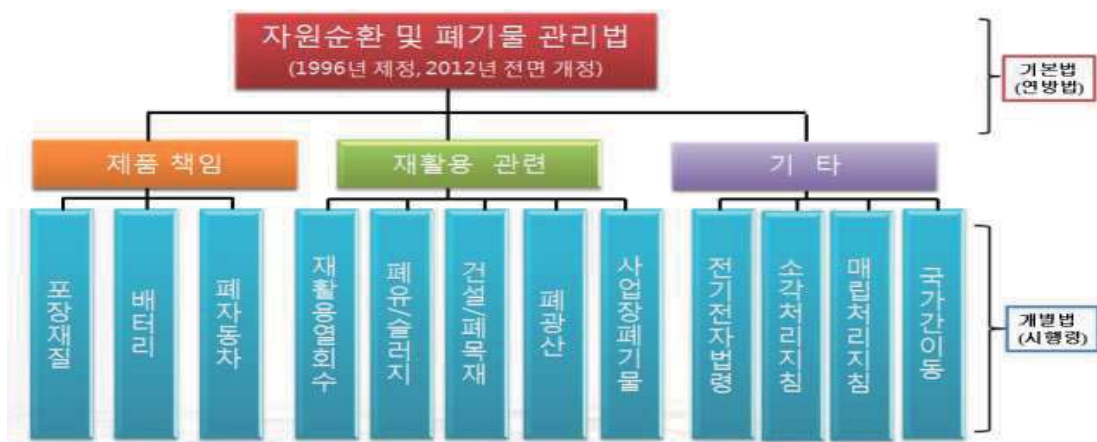 자원순환 및 폐기물 관리법
(1996년 제정, 2012년 전면 개정)
기본법
(연방법)
제품 책임
재활용 관련
기 타
포장재질
배터리
폐자동차
재활용열회수
폐유/슬러지
건설/폐목재
폐광산
사업장폐기물
전기전자법령
소각처리지침
매립처리지침
국가간이동
개별법
(시행령)